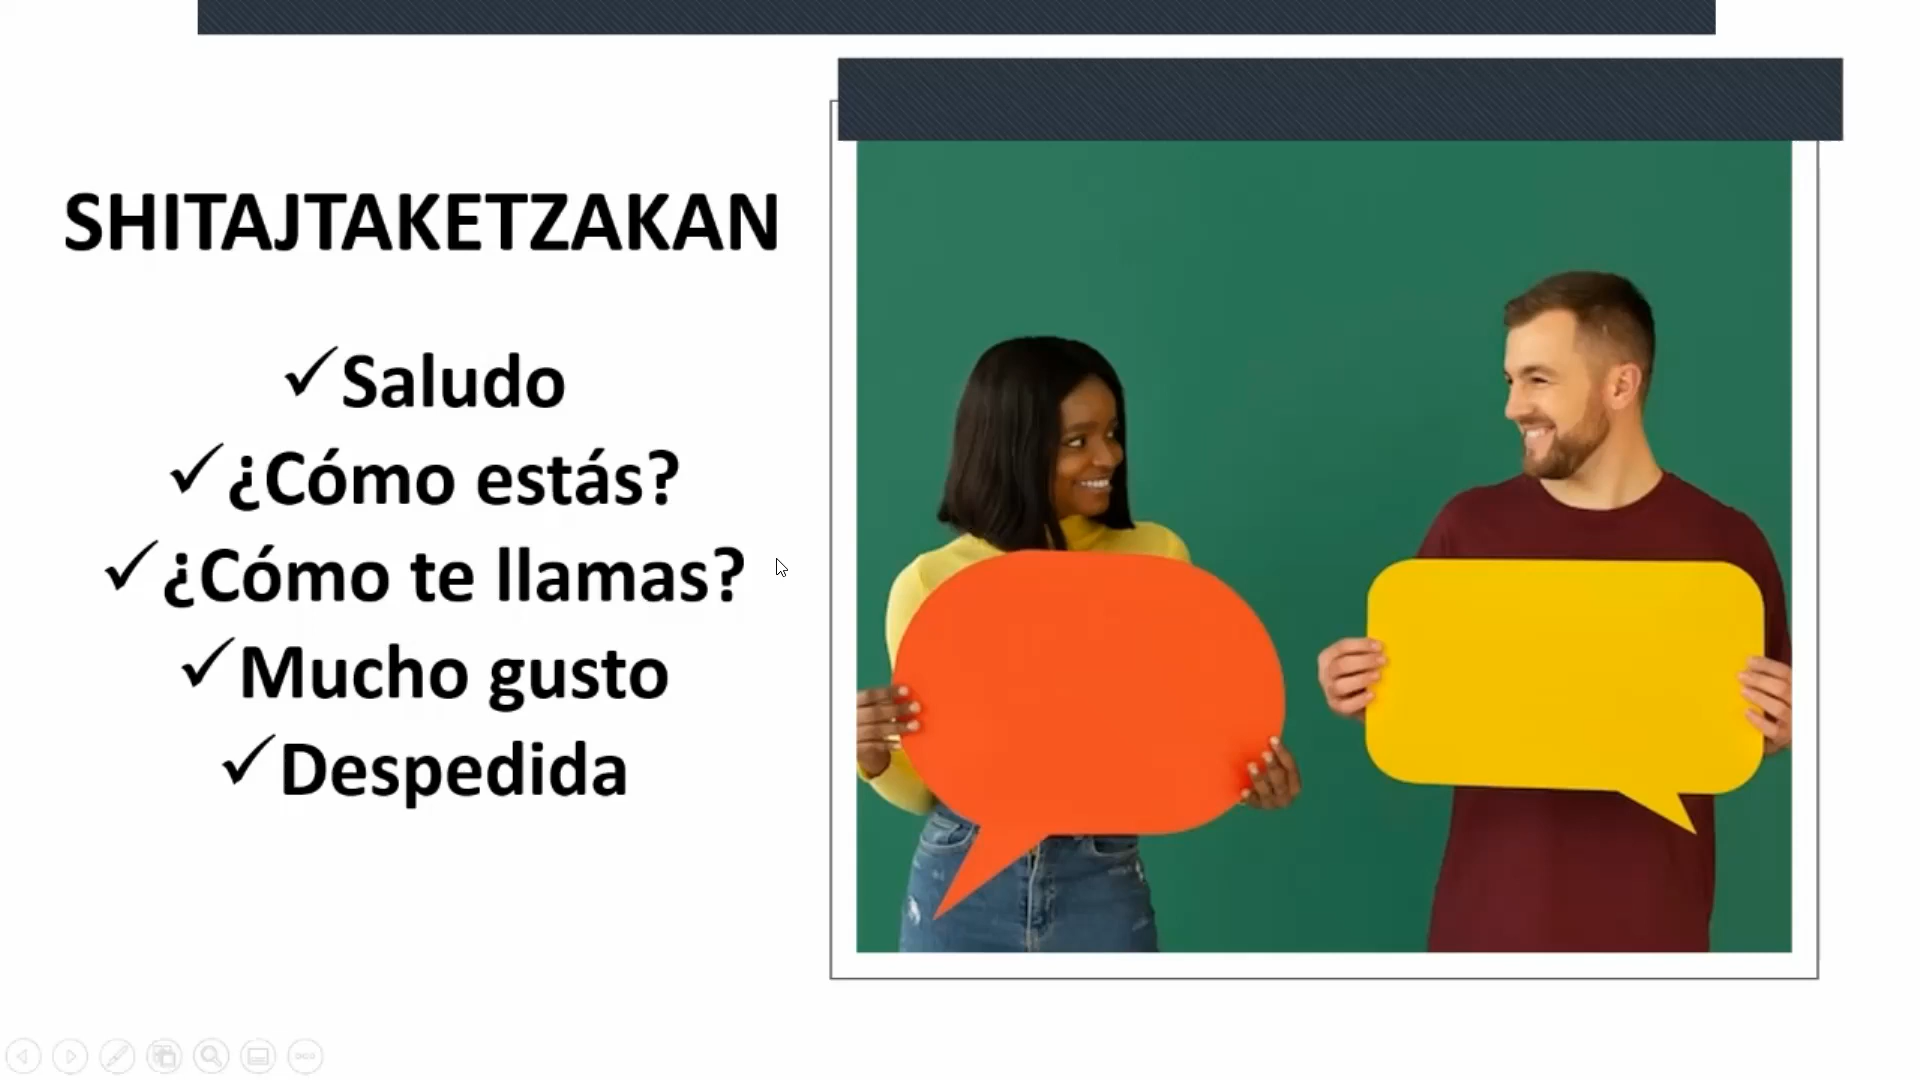 SHITAJTAKETZAKAN
✓Saludo
✓¿Cómo estás?
✓¿Cómo te llamas?
✓Mucho gusto
✓Despedida